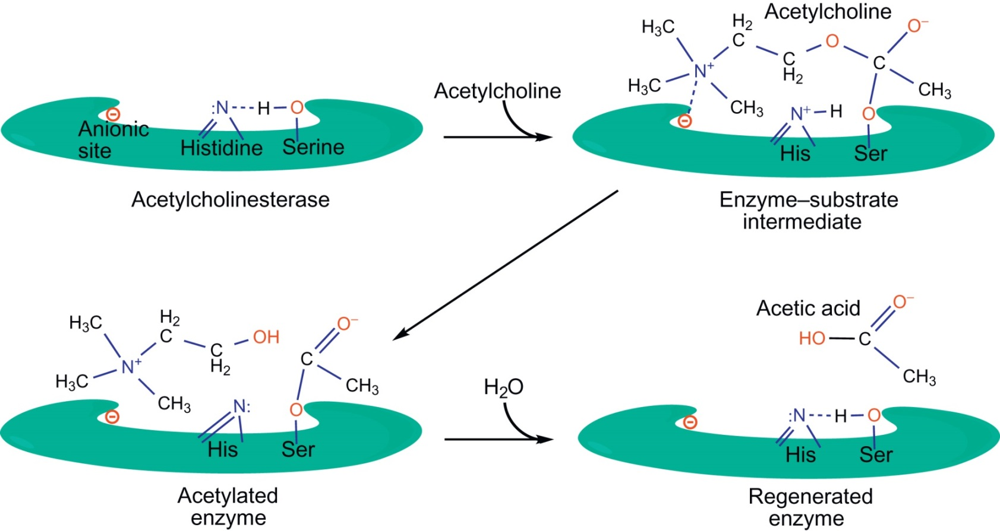 Acetylcholine
H₃C
H₂
C
O
O⁻
C
H₂
C
N⁺
H₃C
CH₃
CH₃
Acetylcholine
:N
H
O
⊖
Anionic
site
Histidine
Serine
Acetylcholinesterase
⊖
N⁺
H
O
His
Ser
Enzyme–substrate
intermediate
H₃C
H₂
C
C
H₂
OH
N⁺
H₃C
CH₃
O⁻
C
CH₃
⊖
N:
O
His
Ser
Acetylated
enzyme
H₂O
Acetic acid
O⁻
HO
C
CH₃
⊖
:N
H
O
His
Ser
Regenerated
enzyme